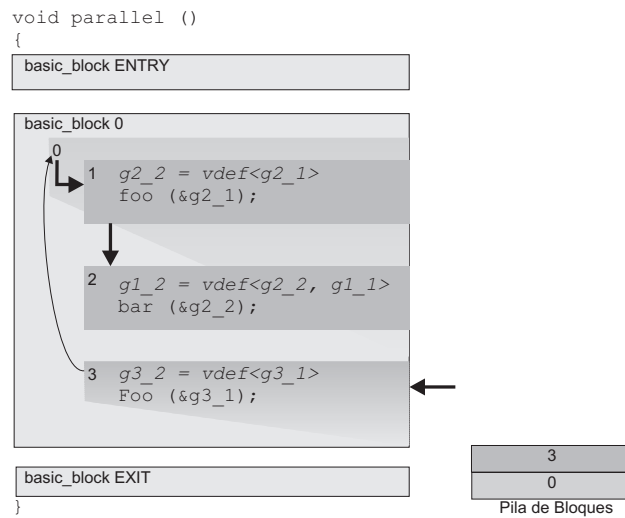 void parallel ()
{
basic_block ENTRY
basic_block 0
0
1 g2_2 = vdef<g2_1>
foo (&g2_1);
2 g1_2 = vdef<g2_2, g1_1>
bar (&g2_2);
3 g3_2 = vdef<g3_1>
Foo (&g3_1);
basic_block EXIT
}
3
0
Pila de Bloques